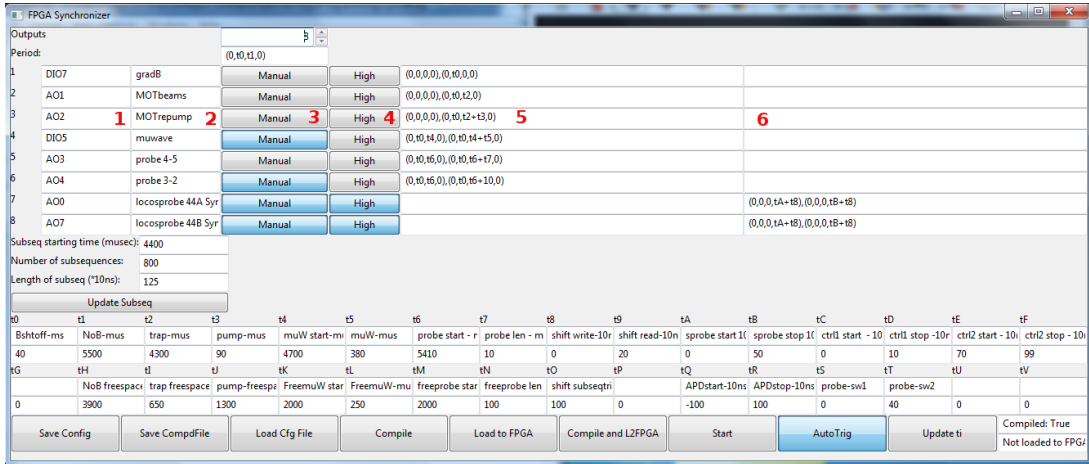 FPGA Synchronizer
Outputs 8
Period: (0,t0,t1,0)
1 DIO7 gradB Manual High (0,0,0,0),(0,t0,0,0)
2 AO1 MOTbeams Manual High (0,0,0,0),(0,t0,t2,0)
3 AO2 1 MOTrepump 2 Manual 3 High 4 (0,0,0,0),(0,t0,t2+t3,0) 5 6
4 DIO5 muwave Manual High (0,t0,t4,0),(0,t0,t4+t5,0)
5 AO3 probe 4-5 Manual High (0,t0,t6,0),(0,t0,t6+t7,0)
6 AO4 probe 3-2 Manual High (0,t0,t6,0),(0,t0,t6+10,0)
7 AO0 locosprobe 44A Syr Manual High (0,0,0,tA+t8),(0,0,0,tB+t8)
8 AO7 locosprobe 44B Syr Manual High (0,0,0,tA+t8),(0,0,0,tB+t8)
Subseq starting time (musec): 4400
Number of subsequences: 800
Length of subseq (*10ns): 125
Update Subseq
t0 t1 t2 t3 t4 t5 t6 t7 t8 t9 tA tB tC tD tE tF
Bshtoff-ms NoB-mus trap-mus pump-mus muW start-mu muW-mus probe start - r probe len - m shift write-10r shift read-10n sprobe start 10 sprobe stop 10 ctrl1 start - 10 ctrl1 stop -10r ctrl2 start - 10 ctrl2 stop - 10
40 5500 4300 90 4700 380 5410 10 0 20 0 50 0 10 70 99
tG tH tI tJ tK tL tM tN tO tP tQ tR tS tT tU tV
NoB freespace trap freespace pump-freespa FreemuW star FreemuW-mu freeprobe star freeprobe len shift subseqtri APDstart-10ns APDstop-10ns probe-sw1 probe-sw2
0 3900 650 1300 2000 250 2000 100 100 0 -100 100 0 40 0 0
Save Config Save CompdFile Load Cfg File Compile Load to FPGA Compile and L2FPGA Start AutoTrig Update ti Compiled: True
Not loaded to FPGA